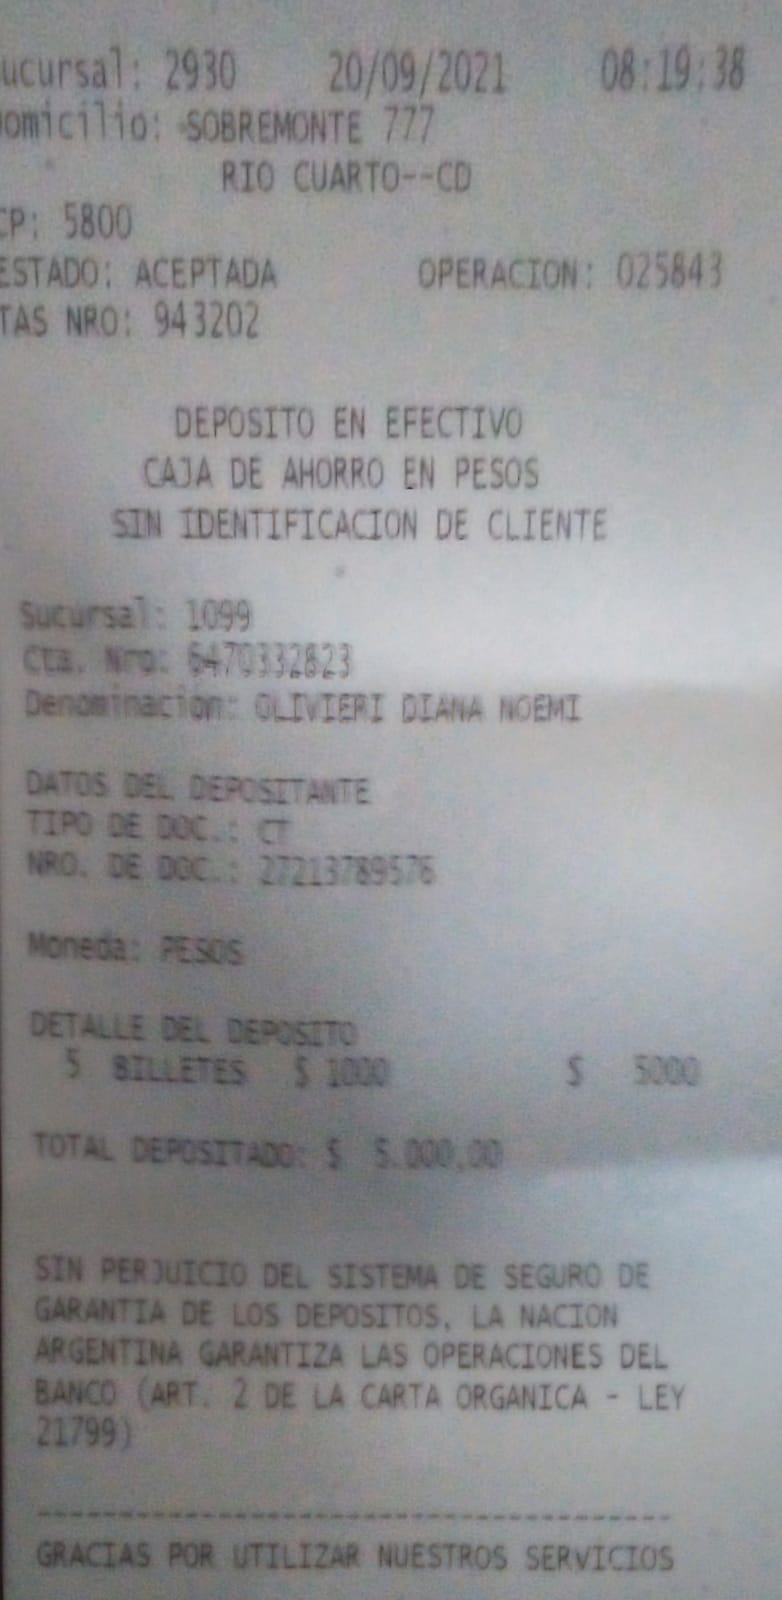 ucursal: 2930 20/09/2021 08:19:38
omicilio: SOBREMONTE 777
RIO CUARTO--CD
CP: 5800
ESTADO: ACEPTADA OPERACION: 025843
TAS NRO: 943202
DEPOSITO EN EFECTIVO
CAJA DE AHORRO EN PESOS
SIN IDENTIFICACION DE CLIENTE
Sucursal: 1099
Cta. Nro: 6470332823
Denominación: OLIVIERI DIANA NOEMI
DATOS DEL DEPOSITANTE
TIPO DE DOC.: CT
NRO. DE DOC.: 27213789576
Moneda: PESOS
DETALLE DEL DEPOSITO
5 BILLETES $ 1000 $ 5000
TOTAL DEPOSITADO: $ 5.000,00
SIN PERJUICIO DEL SISTEMA DE SEGURO DE
GARANTIA DE LOS DEPOSITOS, LA NACION
ARGENTINA GARANTIZA LAS OPERACIONES DEL
BANCO (ART. 2 DE LA CARTA ORGANICA - LEY
21799)
---------------------------------------
GRACIAS POR UTILIZAR NUESTROS SERVICIOS